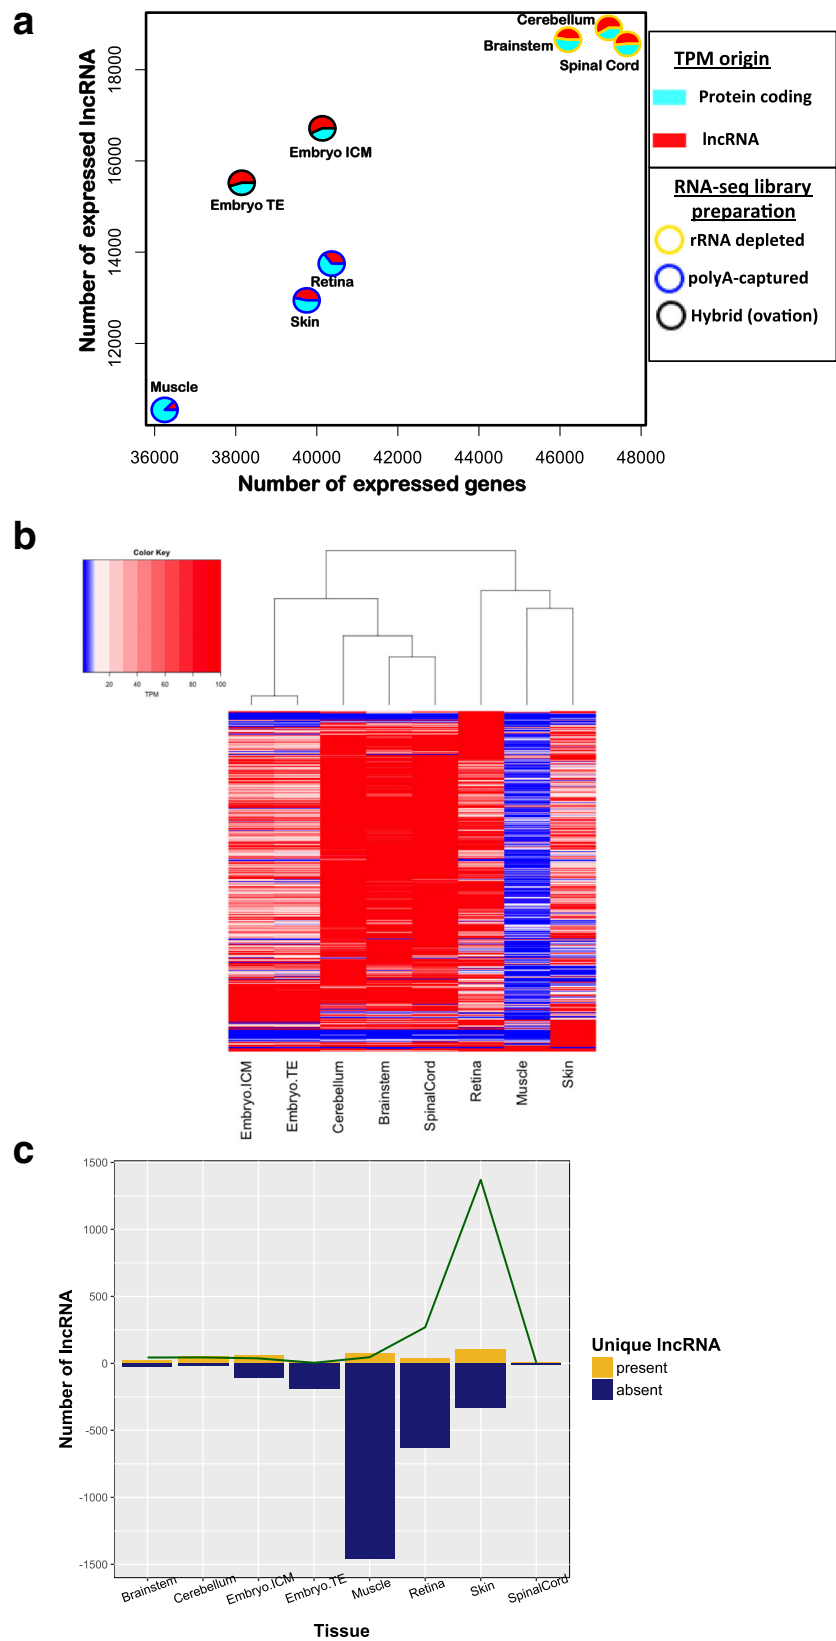 a
Number of expressed lncRNA
18000
16000
14000
12000
Cerebellum
Brainstem
Spinal Cord
Embryo ICM
Embryo TE
Retina
Skin
Muscle
36000 38000 40000 42000 44000 46000 48000
Number of expressed genes
TPM origin
Protein coding
lncRNA
RNA-seq library
preparation
rRNA depleted
polyA-captured
Hybrid (ovation)
b
Color Key
20 40 60 80 100
TPM
Embryo.ICM
Embryo.TE
Cerebellum
Brainstem
SpinalCord
Retina
Muscle
Skin
c
Number of lncRNA
1500
1000
500
0
-500
-1000
-1500
Brainstem
Cerebellum
Embryo.ICM
Embryo.TE
Muscle
Retina
Skin
SpinalCord
Tissue
Unique lncRNA
present
absent